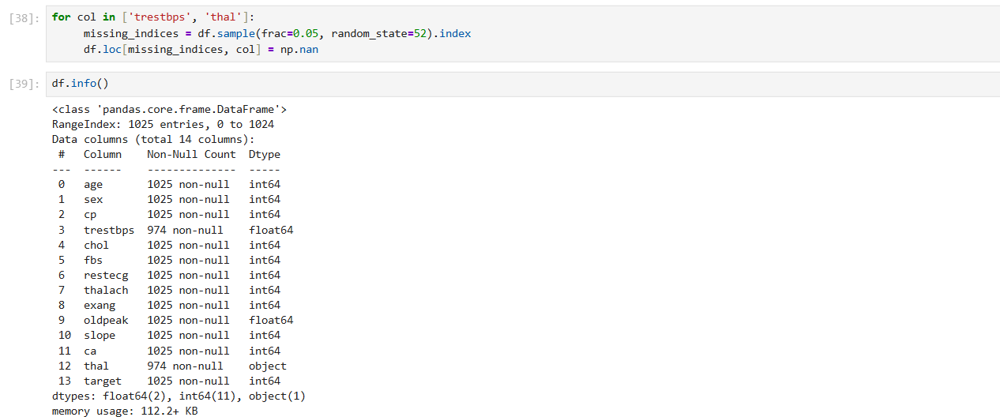 [38]: for col in ['trestbps', 'thal']:
missing_indices = df.sample(frac=0.05, random_state=52).index
df.loc[missing_indices, col] = np.nan
[39]: df.info()
<class 'pandas.core.frame.DataFrame'>
RangeIndex: 1025 entries, 0 to 1024
Data columns (total 14 columns):
#   Column    Non-Null Count  Dtype
---  ------    --------------  -----
0   age       1025 non-null   int64
1   sex       1025 non-null   int64
2   cp        1025 non-null   int64
3   trestbps  974 non-null    float64
4   chol      1025 non-null   int64
5   fbs       1025 non-null   int64
6   restecg   1025 non-null   int64
7   thalach   1025 non-null   int64
8   exang     1025 non-null   int64
9   oldpeak   1025 non-null   float64
10  slope     1025 non-null   int64
11  ca        1025 non-null   int64
12  thal      974 non-null    object
13  target    1025 non-null   int64
dtypes: float64(2), int64(11), object(1)
memory usage: 112.2+ KB